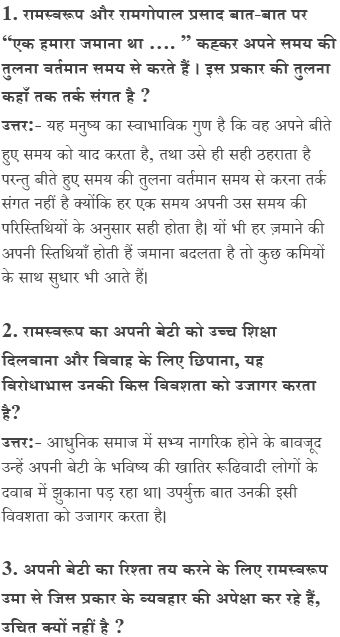 1. रामस्वरूप और रामगोपाल प्रसाद बात-बात पर
“एक हमारा जमाना था .... ” कहकर अपने समय की
तुलना वर्तमान समय से करते हैं । इस प्रकार की तुलना
कहाँ तक तर्क संगत है ?
उत्तर:- यह मनुष्य का स्वाभाविक गुण है कि वह अपने बीते
हुए समय को याद करता है, तथा उसे ही सही ठहराता है
परन्तु बीते हुए समय की तुलना वर्तमान समय से करना तर्क
संगत नहीं है क्योंकि हर एक समय अपनी उस समय की
परिस्तिथियों के अनुसार सही होता है। यों भी हर ज़माने की
अपनी स्तिथियाँ होती हैं जमाना बदलता है तो कुछ कमियों
के साथ सुधार भी आते हैं।
2. रामस्वरूप का अपनी बेटी को उच्च शिक्षा
दिलवाना और विवाह के लिए छिपाना, यह
विरोधाभास उनकी किस विवशता को उजागर करता
है?
उत्तर:- आधुनिक समाज में सभ्य नागरिक होने के बावजूद
उन्हें अपनी बेटी के भविष्य की खातिर रूढिवादी लोगों के
दवाब में झुकाना पड़ रहा था। उपर्युक्त बात उनकी इसी
विवशता को उजागर करता है।
3. अपनी बेटी का रिश्ता तय करने के लिए रामस्वरूप
उमा से जिस प्रकार के व्यवहार की अपेक्षा कर रहे हैं,
उचित क्यों नहीं है ?